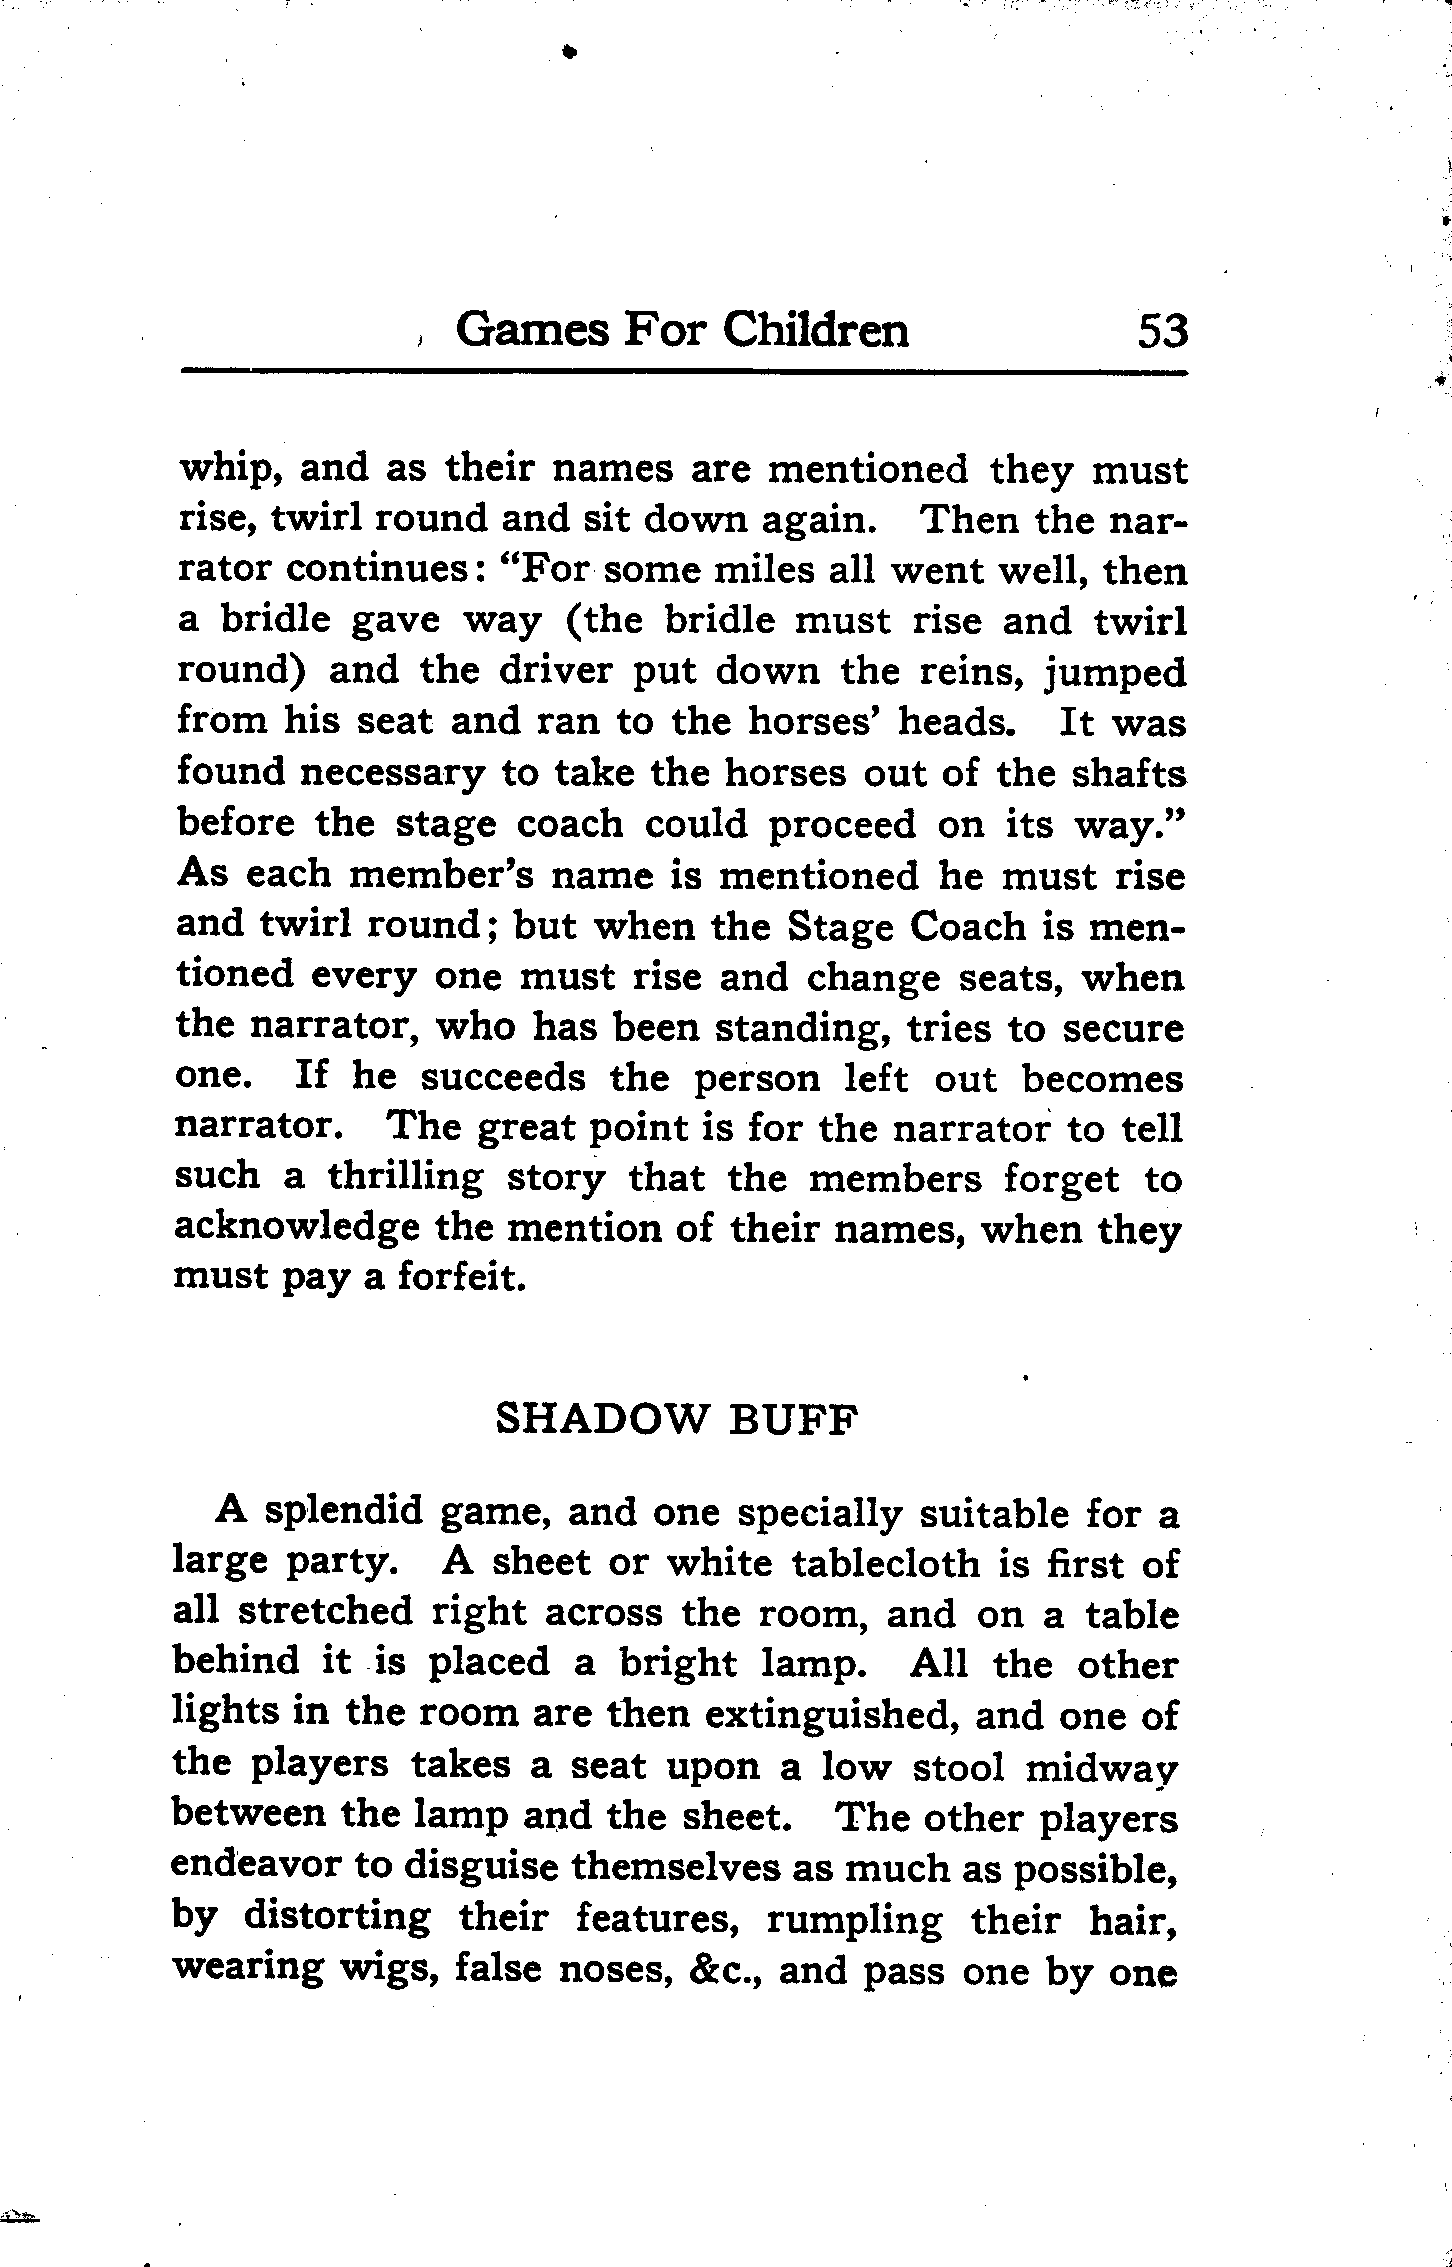 Games For Children 53
whip, and as their names are mentioned they must
rise, twirl round and sit down again. Then the nar-
rator continues: “For some miles all went well, then
a bridle gave way (the bridle must rise and twirl
round) and the driver put down the reins, jumped
from his seat and ran to the horses’ heads. It was
found necessary to take the horses out of the shafts
before the stage coach could proceed on its way.”
As each member’s name is mentioned he must rise
and twirl round; but when the Stage Coach is men-
tioned every one must rise and change seats, when
the narrator, who has been standing, tries to secure
one. If he succeeds the person left out becomes
narrator. The great point is for the narrator to tell
such a thrilling story that the members forget to
acknowledge the mention of their names, when they
must pay a forfeit.
SHADOW BUFF
A splendid game, and one specially suitable for a
large party. A sheet or white tablecloth is first of
all stretched right across the room, and on a table
behind it is placed a bright lamp. All the other
lights in the room are then extinguished, and one of
the players takes a seat upon a low stool midway
between the lamp and the sheet. The other players
endeavor to disguise themselves as much as possible,
by distorting their features, rumpling their hair,
wearing wigs, false noses, &c., and pass one by one